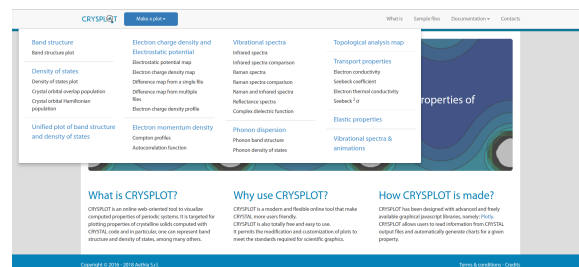 CRYSPLOT
Make a plot
What is
Sample files
Documentation
Contacts
Band structure
Band structure plot
Density of states
Density of states plot
Crystal orbital overlap population
Crystal orbital Hamiltonian
population
Unified plot of band structure
and density of states
Electron charge density and
Electrostatic potential
Electrostatic potential map
Electron charge density map
Difference map from a single file
Difference map from multiple
files
Electron charge density profile
Electron momentum density
Compton profiles
Autocorrelation function
Vibrational spectra
Infrared spectra
Infrared spectra comparison
Raman spectra
Raman spectra comparison
Raman and infrared spectra
Reflectance spectra
Complex dielectric function
Phonon dispersion
Phonon band structure
Phonon density of states
Topological analysis map
Transport properties
Electron conductivity
Seebeck coefficient
Electron thermal conductivity
Seebeck² σ
Elastic properties
Vibrational spectra &
animations
roperties of
What is CRYSPLOT?
CRYSPLOT is an online web-oriented tool to visualize
computed properties of periodic systems. It is targeted for
plotting properties of crystalline solids computed with
CRYSTAL code and in particular, one can represent band
structure and density of states, among many others.
Why use CRYSPLOT?
CRYSPLOT is a modern and flexible online tool that make
CRYSTAL more users friendly.
CRYSPLOT is also totally free and easy to use.
It permits the modification and customization of plots to
meet the standards required for scientific graphics.
How CRYSPLOT is made?
CRYSPLOT has been designed with advanced and freely
available graphical javascript libraries, namely: Plotly.
CRYSPLOT allows users to read information from CRYSTAL
output files and automatically generate charts for a given
property.
Copyright © 2016 - 2018 Authia S.r.l.
Terms & conditions - Credits